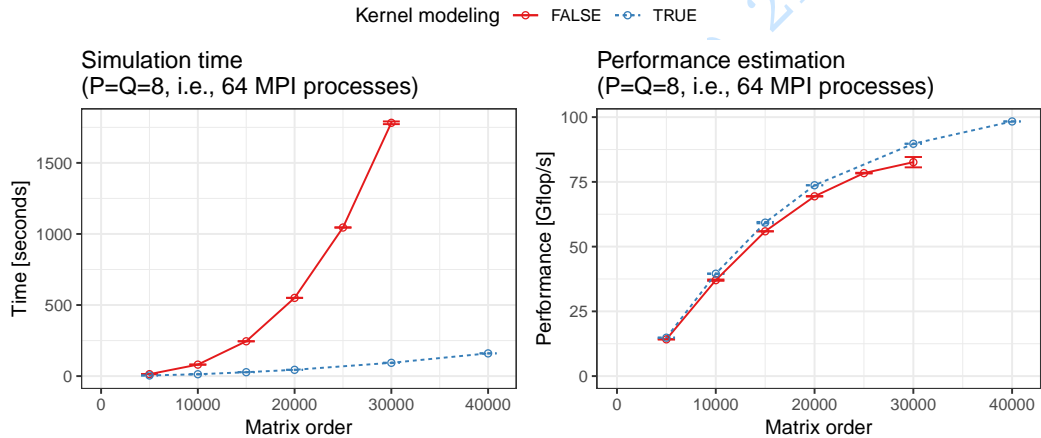 Kernel modeling FALSE TRUE
Simulation time
(P=Q=8, i.e., 64 MPI processes)
Time [seconds]
1500
1000
500
0
0 10000 20000 30000 40000
Matrix order
Performance estimation
(P=Q=8, i.e., 64 MPI processes)
Performance [Gflop/s]
100
75
50
25
0
0 10000 20000 30000 40000
Matrix order